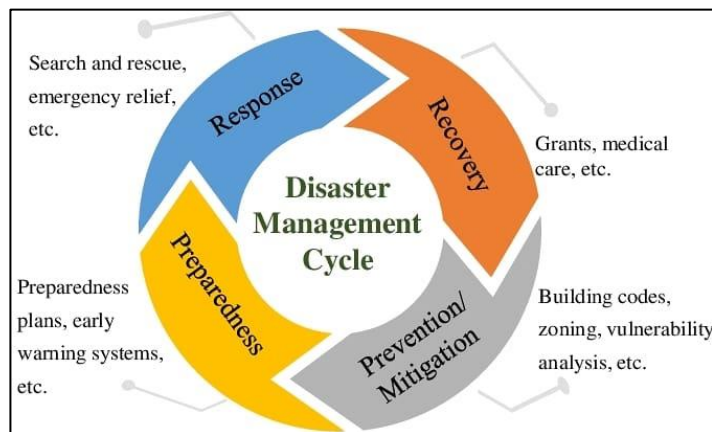 Search and rescue,
emergency relief,
etc.
Response
Recovery
Grants, medical
care, etc.
Disaster
Management
Cycle
Preparedness
plans, early
warning systems,
etc.
Preparedness
Prevention/
Mitigation
Building codes,
zoning, vulnerability
analysis, etc.